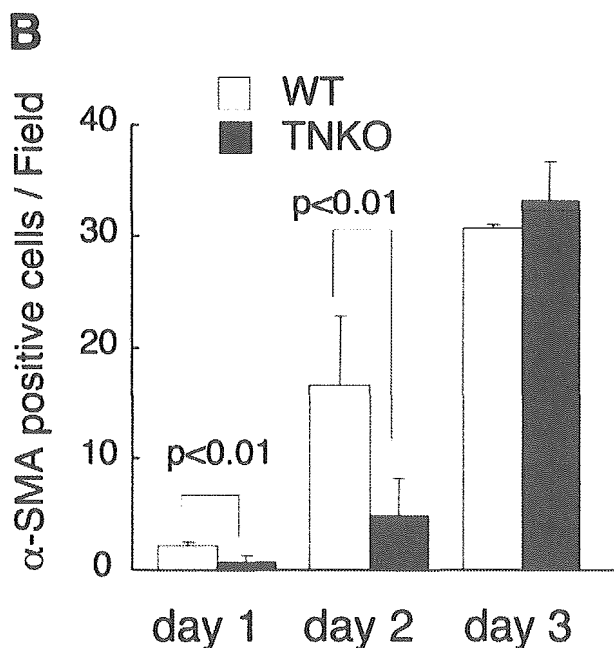 B
WT
TNKO
α-SMA positive cells / Field
40
30
20
10
0
p<0.01
p<0.01
day 1
day 2
day 3